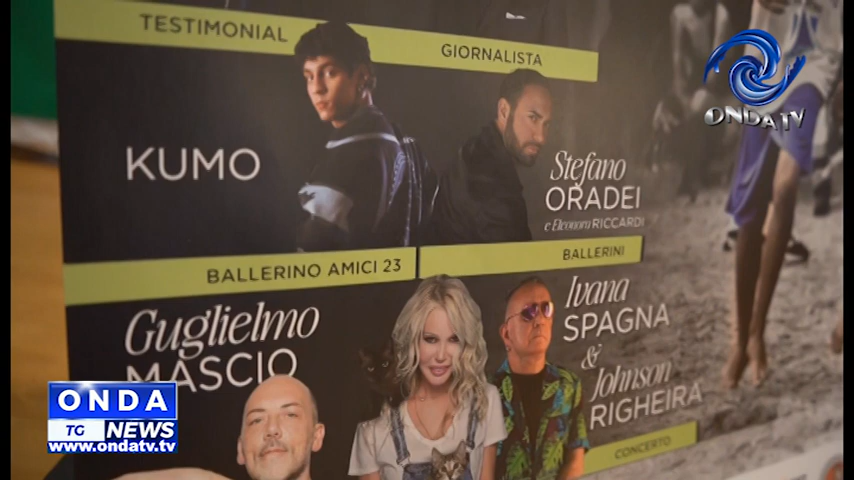 TESTIMONIAL
GIORNALISTA
ONDA TV
KUMO
Stefano
ORADEI
e Eleonora RICCARDI
BALLERINO AMICI 23
BALLERINI
Guglielmo
MASCIO
Ivana
SPAGNA
&
Johnson
RIGHEIRA
CONCERTO
ONDA
TG NEWS
www.ondatv.tv